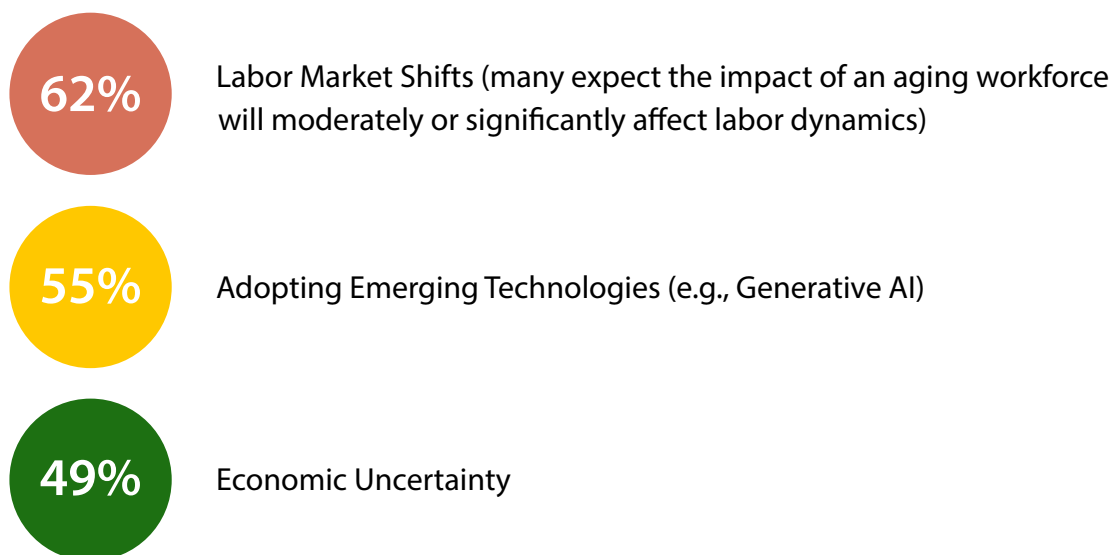 62%
Labor Market Shifts (many expect the impact of an aging workforce
will moderately or significantly affect labor dynamics)
55%
Adopting Emerging Technologies (e.g., Generative AI)
49%
Economic Uncertainty